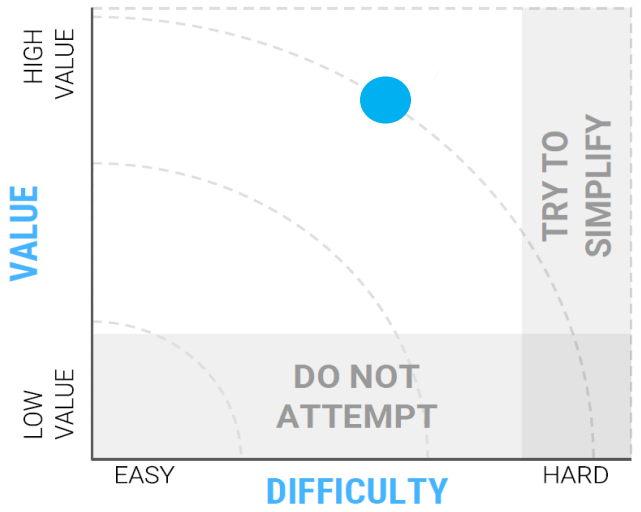 HIGH
VALUE
VALUE
LOW
VALUE
TRY TO
SIMPLIFY
DO NOT
ATTEMPT
EASY
DIFFICULTY
HARD